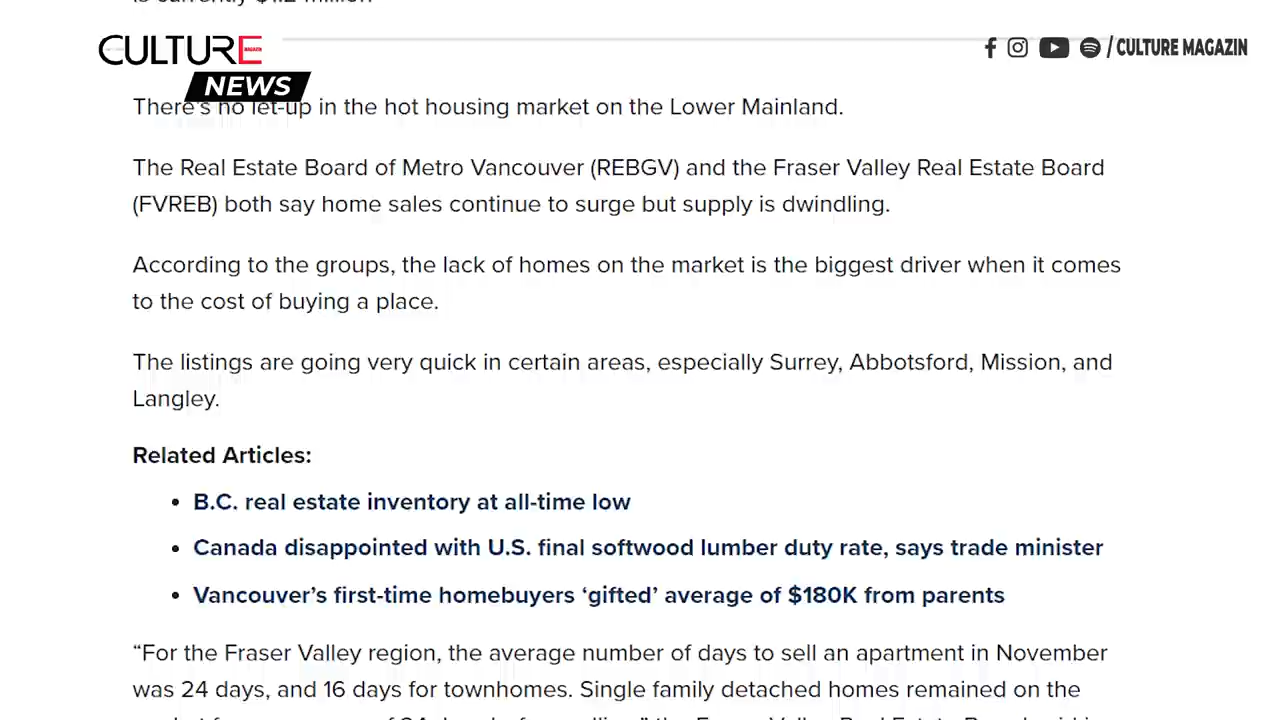 is currently $1.2 million
CULTURE
MAGAZIN
NEWS
/ CULTURE MAGAZIN
There's no let-up in the hot housing market on the Lower Mainland.
The Real Estate Board of Metro Vancouver (REBGV) and the Fraser Valley Real Estate Board
(FVREB) both say home sales continue to surge but supply is dwindling.
According to the groups, the lack of homes on the market is the biggest driver when it comes
to the cost of buying a place.
The listings are going very quick in certain areas, especially Surrey, Abbotsford, Mission, and
Langley.
Related Articles:
• B.C. real estate inventory at all-time low
• Canada disappointed with U.S. final softwood lumber duty rate, says trade minister
• Vancouver's first-time homebuyers ‘gifted’ average of $180K from parents
“For the Fraser Valley region, the average number of days to sell an apartment in November
was 24 days, and 16 days for townhomes. Single family detached homes remained on the